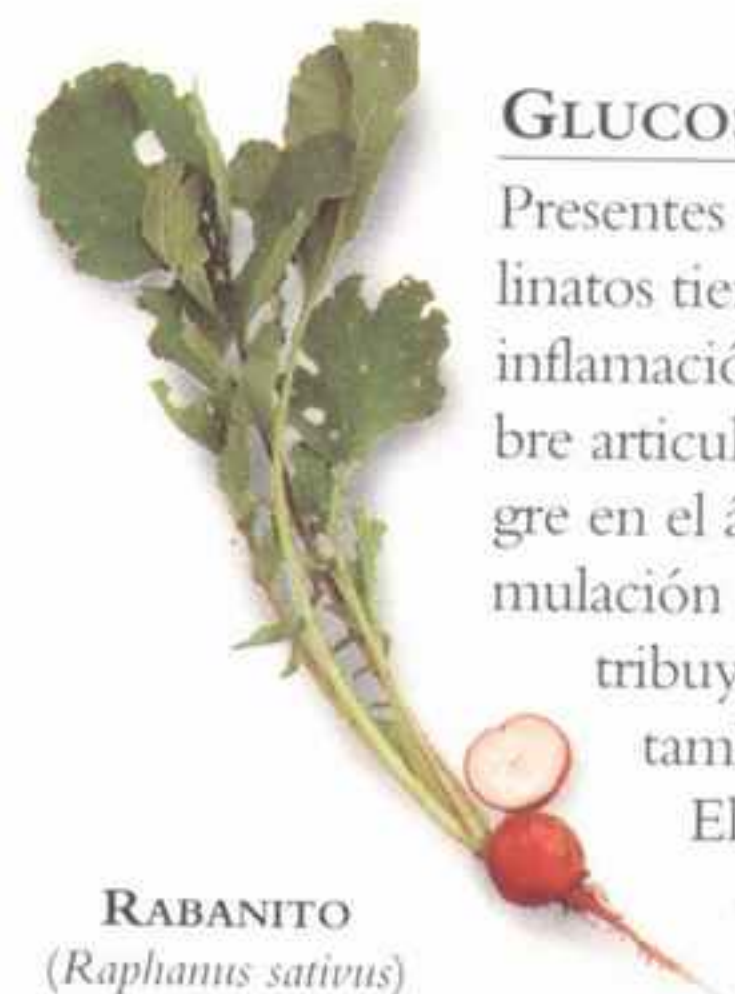 GLUCOS
Presentes
linatos tie
inflamació
bre articul
gre en el á
mulación
tribuy
tam
El
RABANITO
(Raphanus sativus)